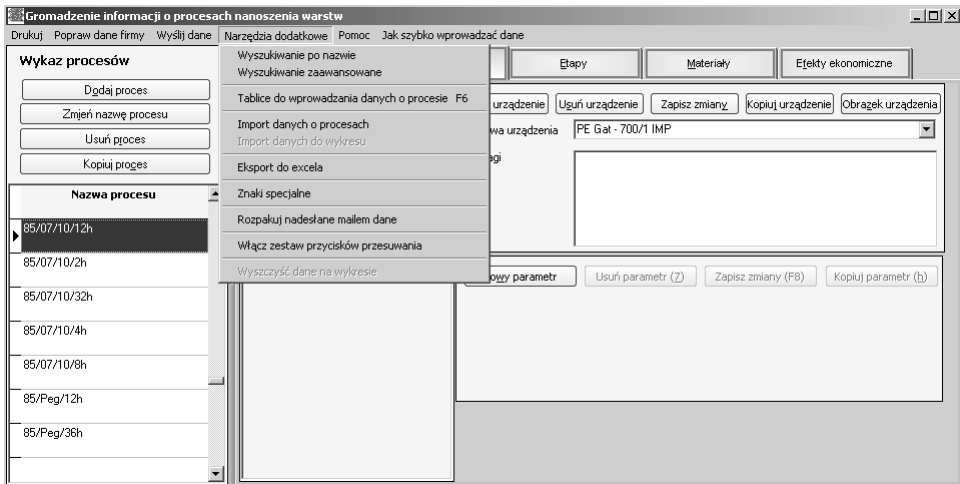 Gromadzenie informacji o procesach nanoszenia warstw
Drukuj Popraw dane firmy Wyślij dane Narzędzia dodatkowe Pomoc Jak szybko wprowadzać dane
Wykaz procesów
Dodaj proces
Zmień nazwę procesu
Usuń proces
Kopiuj proces
Nazwa procesu
85/07/10/12h
85/07/10/2h
85/07/10/32h
85/07/10/4h
85/07/10/8h
85/Peg/12h
85/Peg/36h
Wyszukiwanie po nazwie
Wyszukiwanie zaawansowane
Tablice do wprowadzania danych o procesie F6
Import danych o procesach
Import danych do wykresu
Eksport do excela
Znaki specjalne
Rozpakuj nadesłane mailem dane
Włącz zestaw przycisków przesuwania
Wyszczyść dane na wykresie
Etapy Materiały Efekty ekonomiczne
urządzenie Usuń urządzenie Zapisz zmiany Kopiuj urządzenie Obrazek urządzenia
wa urządzenia PE Gat - 700/1 IMP
agi
owy parametr Usuń parametr (7) Zapisz zmiany (F8) Kopiuj parametr (h)